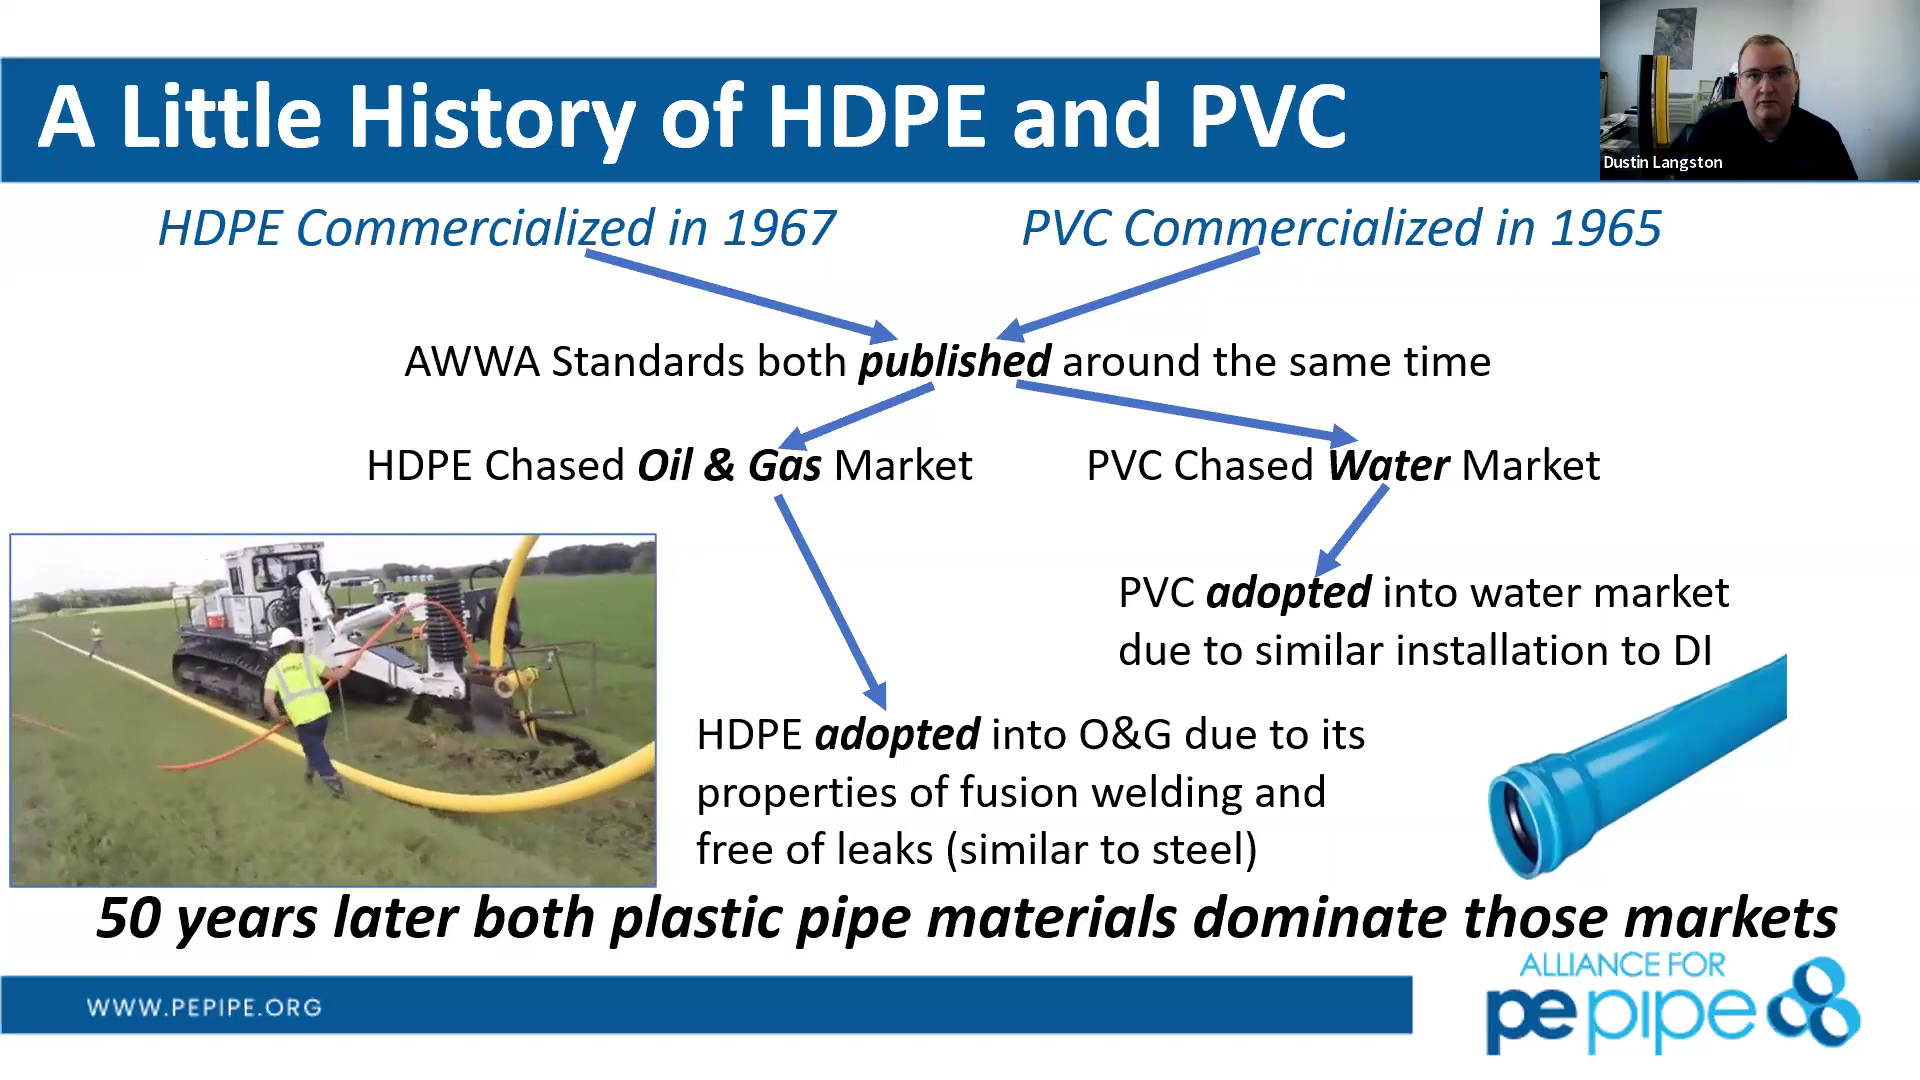 A Little History of HDPE and PVC
Dustin Langston
HDPE Commercialized in 1967
PVC Commercialized in 1965
AWWA Standards both published around the same time
HDPE Chased Oil & Gas Market
PVC Chased Water Market
PVC adopted into water market
due to similar installation to DI
HDPE adopted into O&G due to its
properties of fusion welding and
free of leaks (similar to steel)
50 years later both plastic pipe materials dominate those markets
WWW.PEPIPE.ORG
ALLIANCE FOR
pepipe